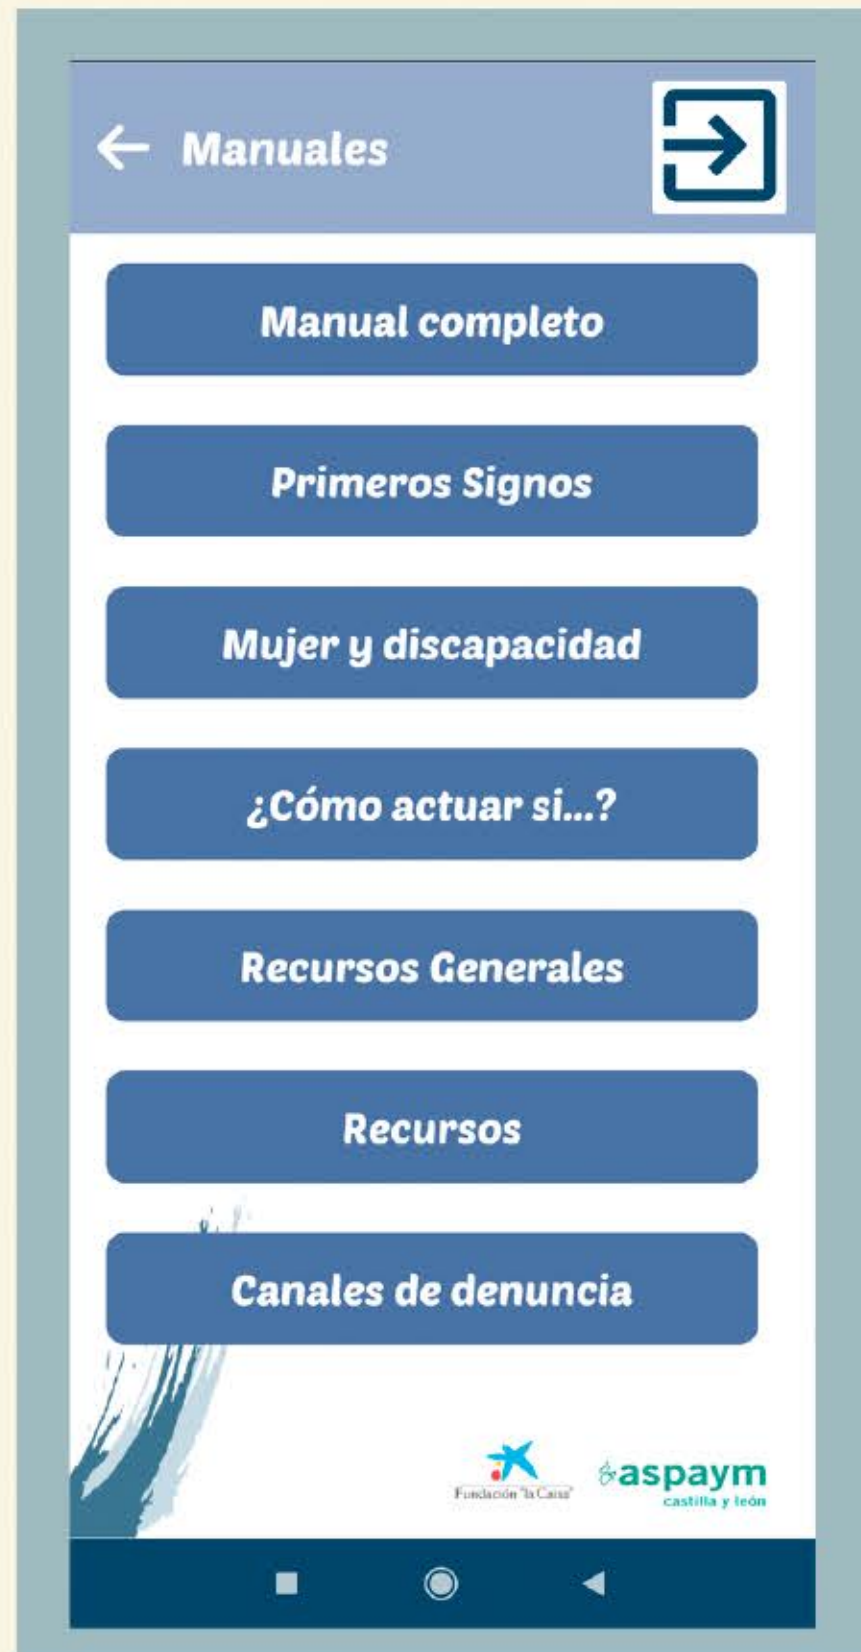 Manuales
Manual completo
Primeros Signos
Mujer y discapacidad
¿Cómo actuar si...?
Recursos Generales
Recursos
Canales de denuncia
Fundación "la Caixa"
aspaym
castilla y león